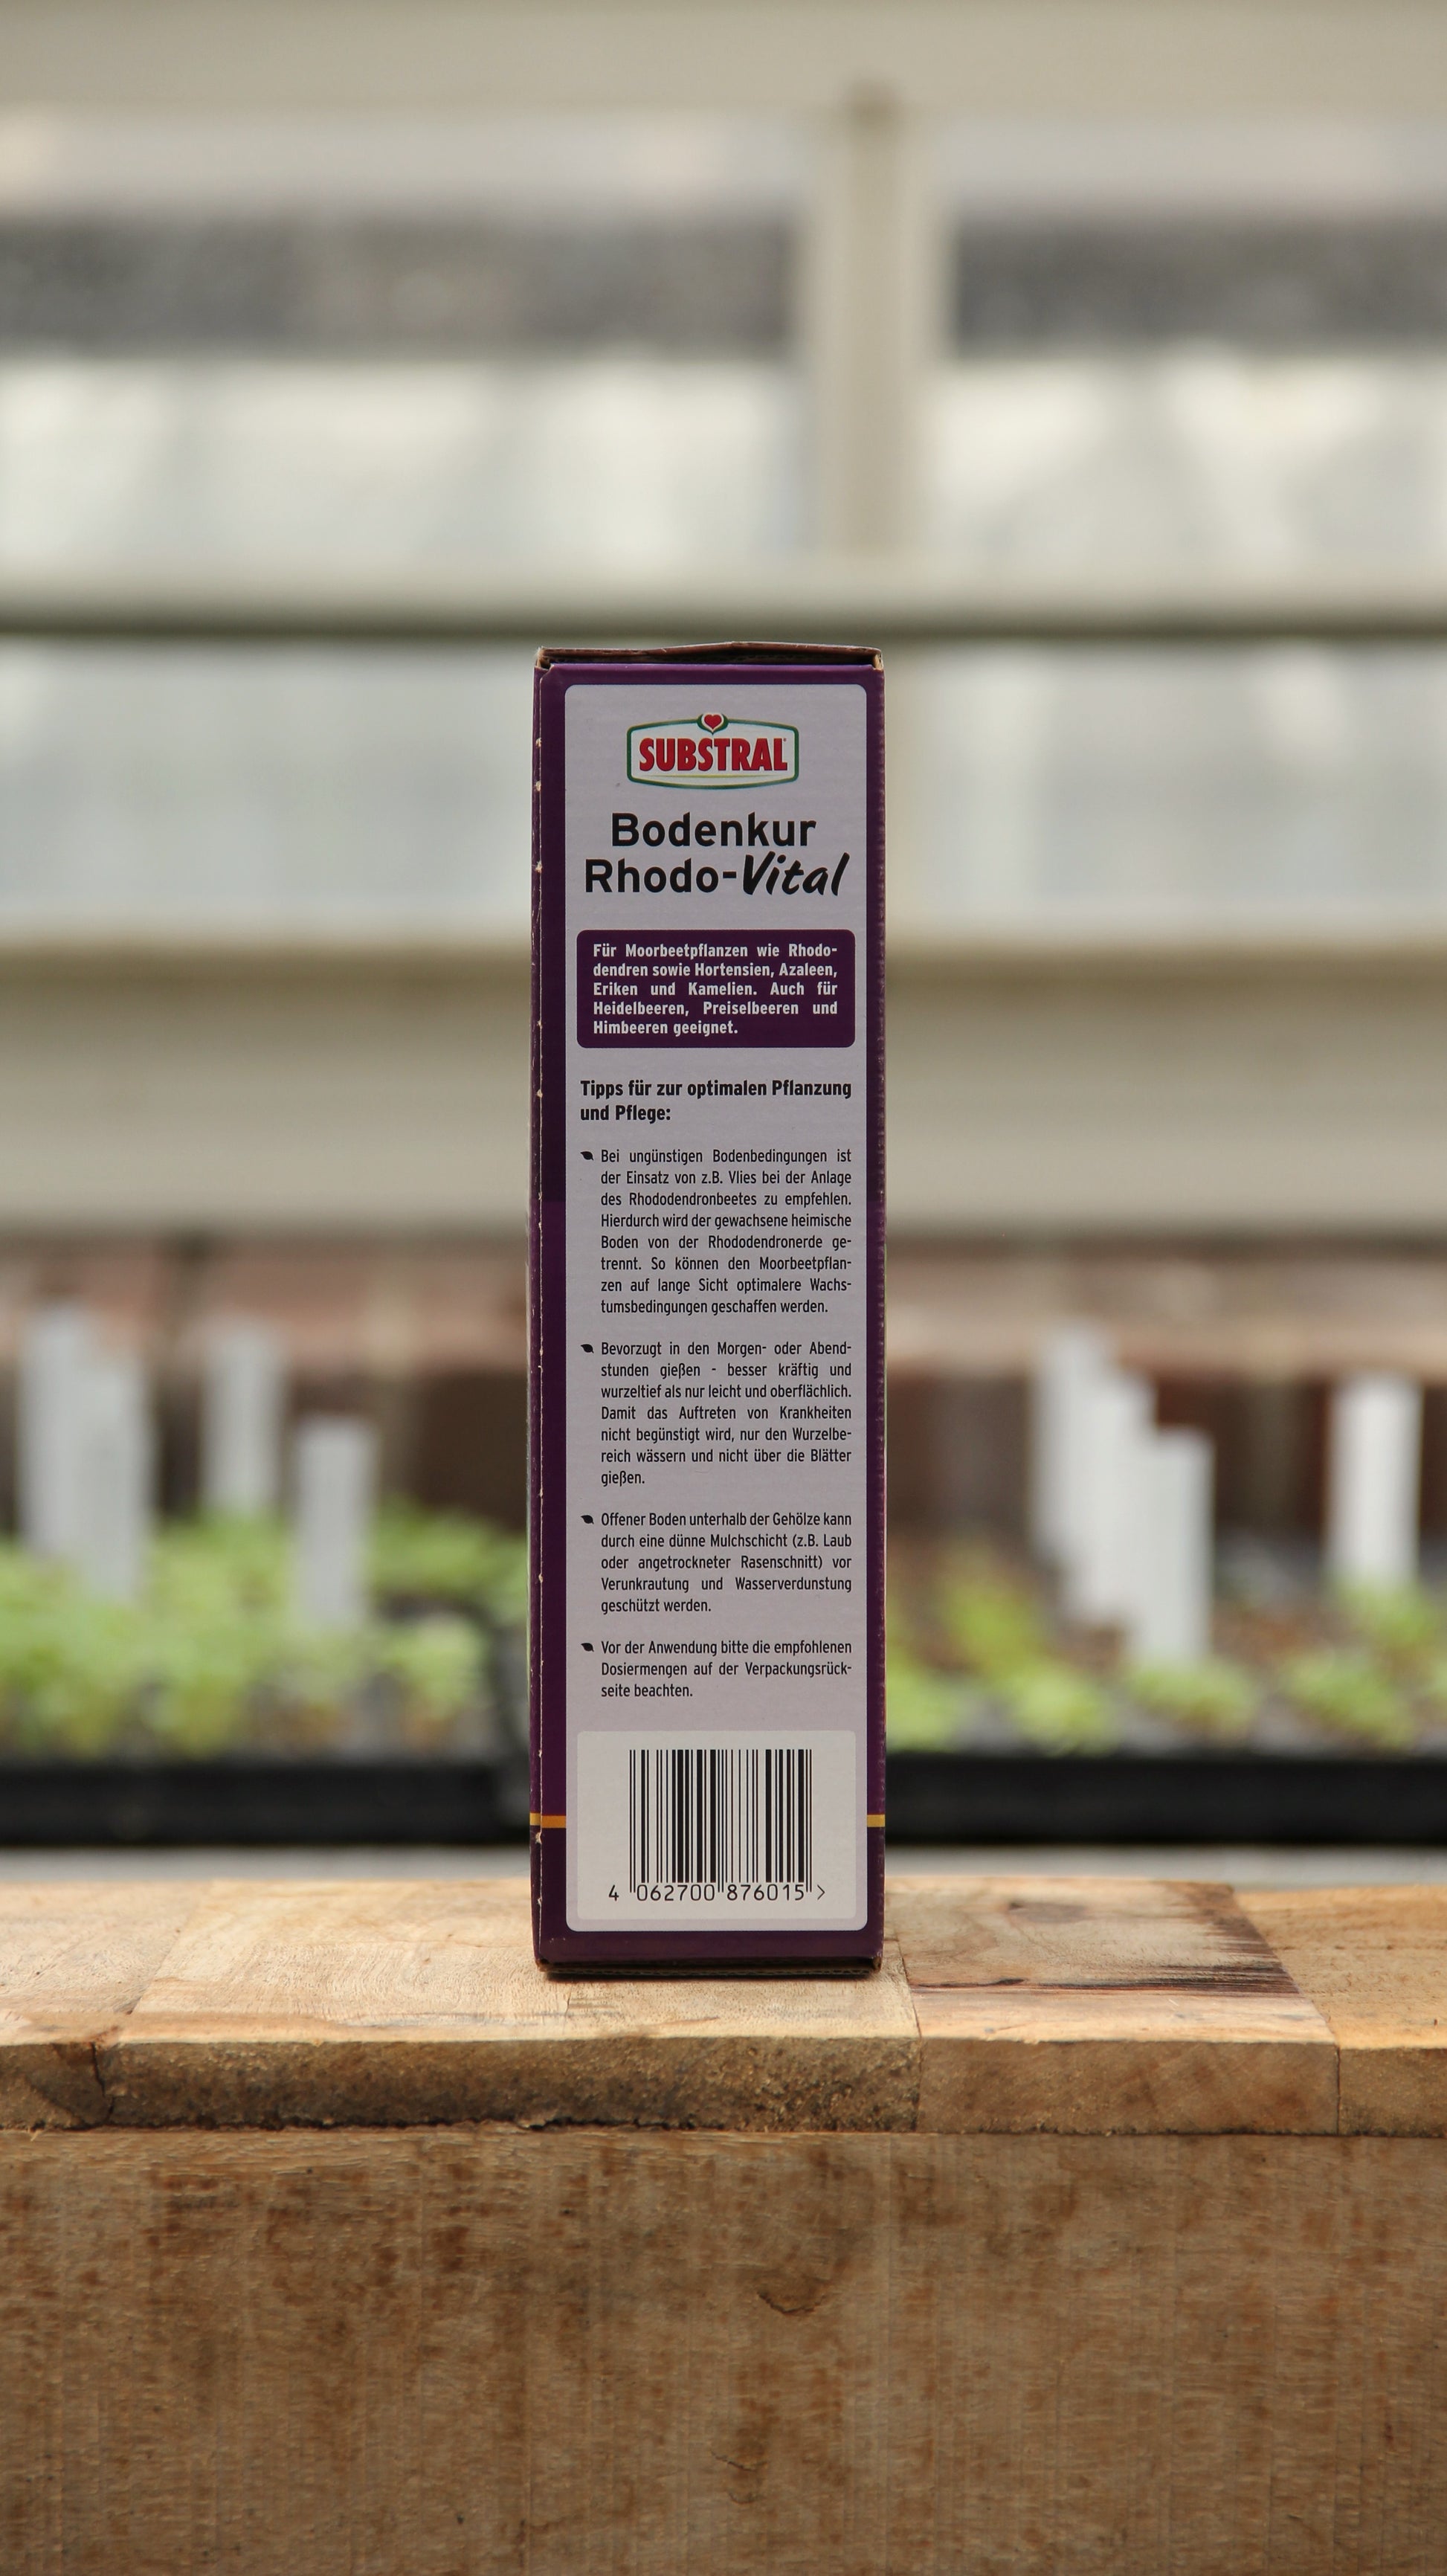 SUBSTRAL
Bodenkur
Rhodo-Vital
Für Moorbeetpflanzen wie Rhodo-
dendren sowie Hortensien, Azaleen,
Eriken und Kamelien. Auch für
Heidelbeeren, Preiselbeeren und
Himbeeren geeignet.
Tipps für zur optimalen Pflanzung
und Pflege:
Bei ungünstigen Bodenbedingungen ist
der Einsatz von z.B. Vlies bei der Anlage
des Rhododendronbeetes zu empfehlen.
Hierdurch wird der gewachsene heimische
Boden von der Rhododendronerde ge-
trennt. So können den Moorbeetpflan-
zen auf lange Sicht optimalere Wachs-
tumsbedingungen geschaffen werden.
Bevorzugt in den Morgen- oder Abend-
stunden gießen - besser kräftig und
wurzeltief als nur leicht und oberflächlich.
Damit das Auftreten von Krankheiten
nicht begünstigt wird, nur den Wurzelbe-
reich wässern und nicht über die Blätter
gießen.
Offener Boden unterhalb der Gehölze kann
durch eine dünne Mulchschicht (z.B. Laub
oder angetrockneter Rasenschnitt) vor
Verunkrautung und Wasserverdunstung
geschützt werden.
Vor der Anwendung bitte die empfohlenen
Dosiermengen auf der Verpackungsrück-
seite beachten.
4 062700 876015 >